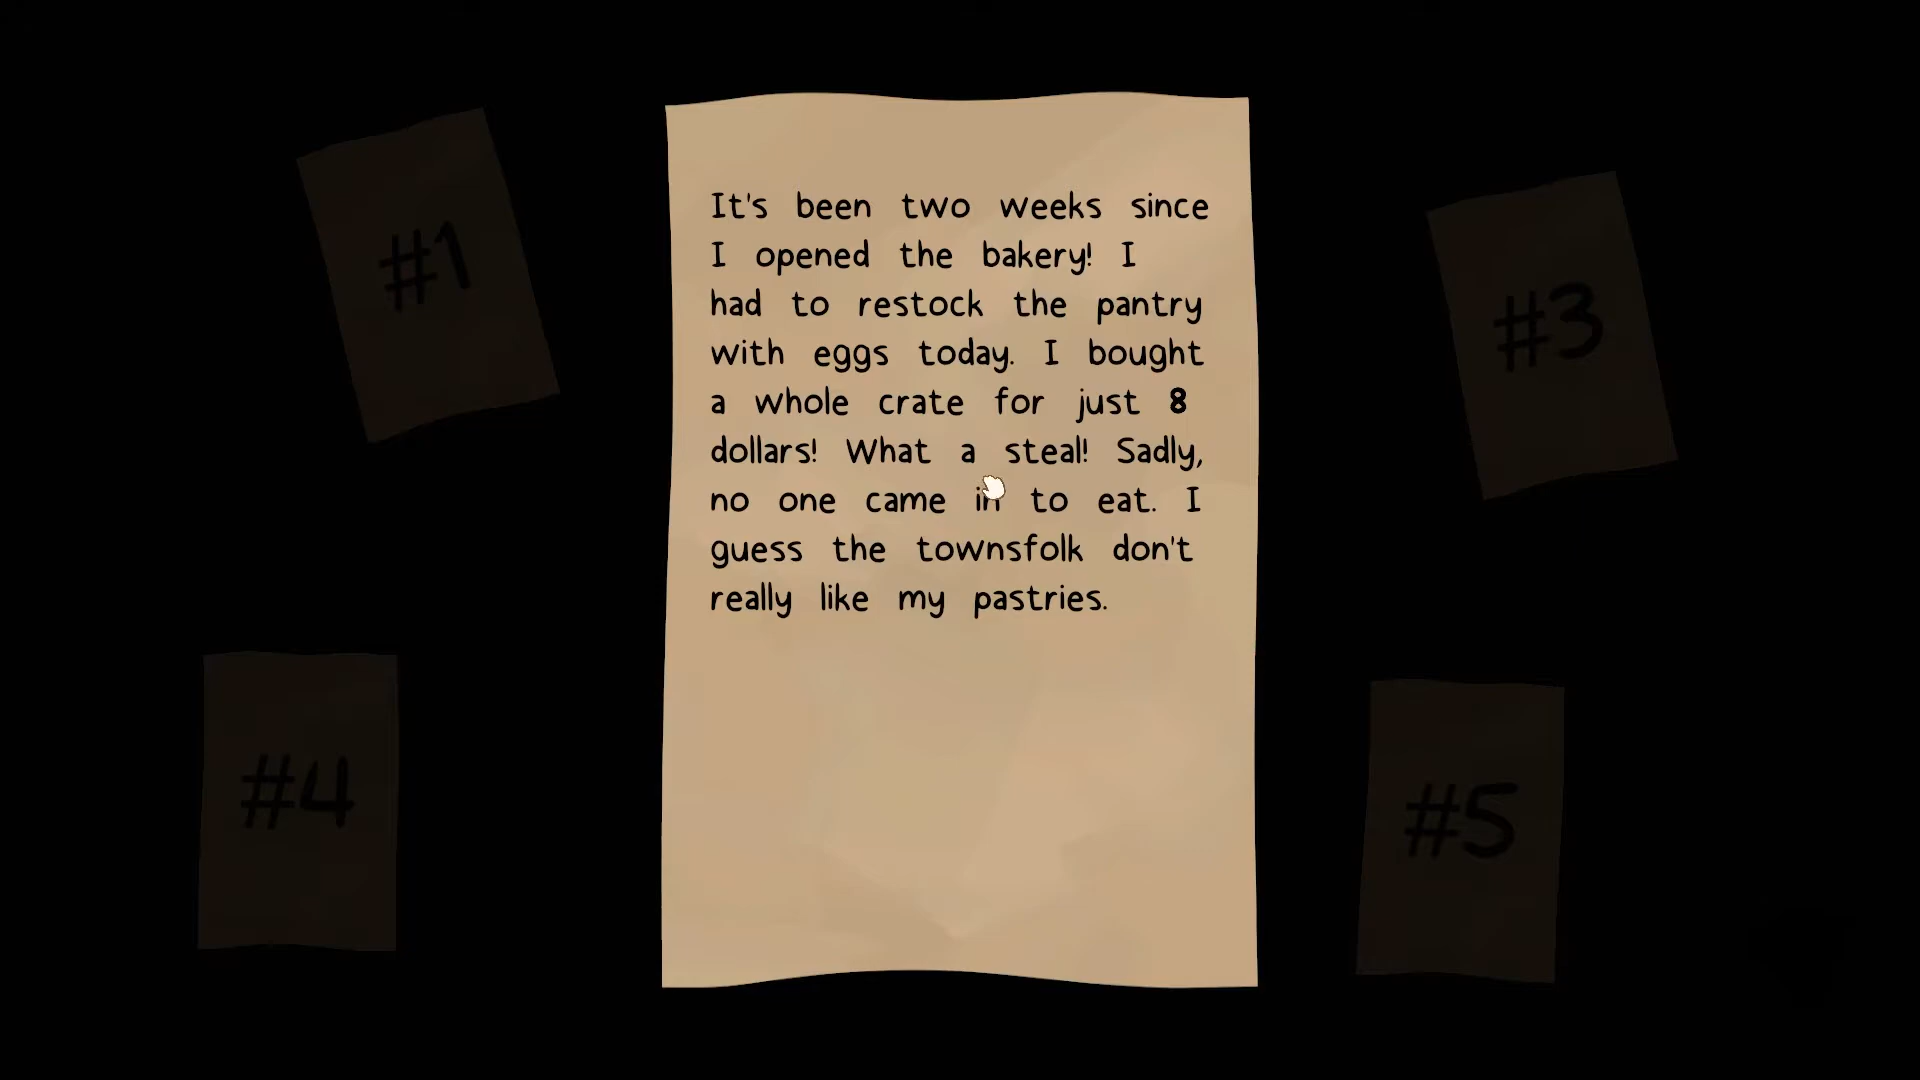 #1
It's been two weeks since
I opened the bakery! I
had to restock the pantry
with eggs today. I bought
a whole crate for just 8
dollars! What a steal! Sadly,
no one came in to eat. I
guess the townsfolk don't
really like my pastries.
#3
#4
#5